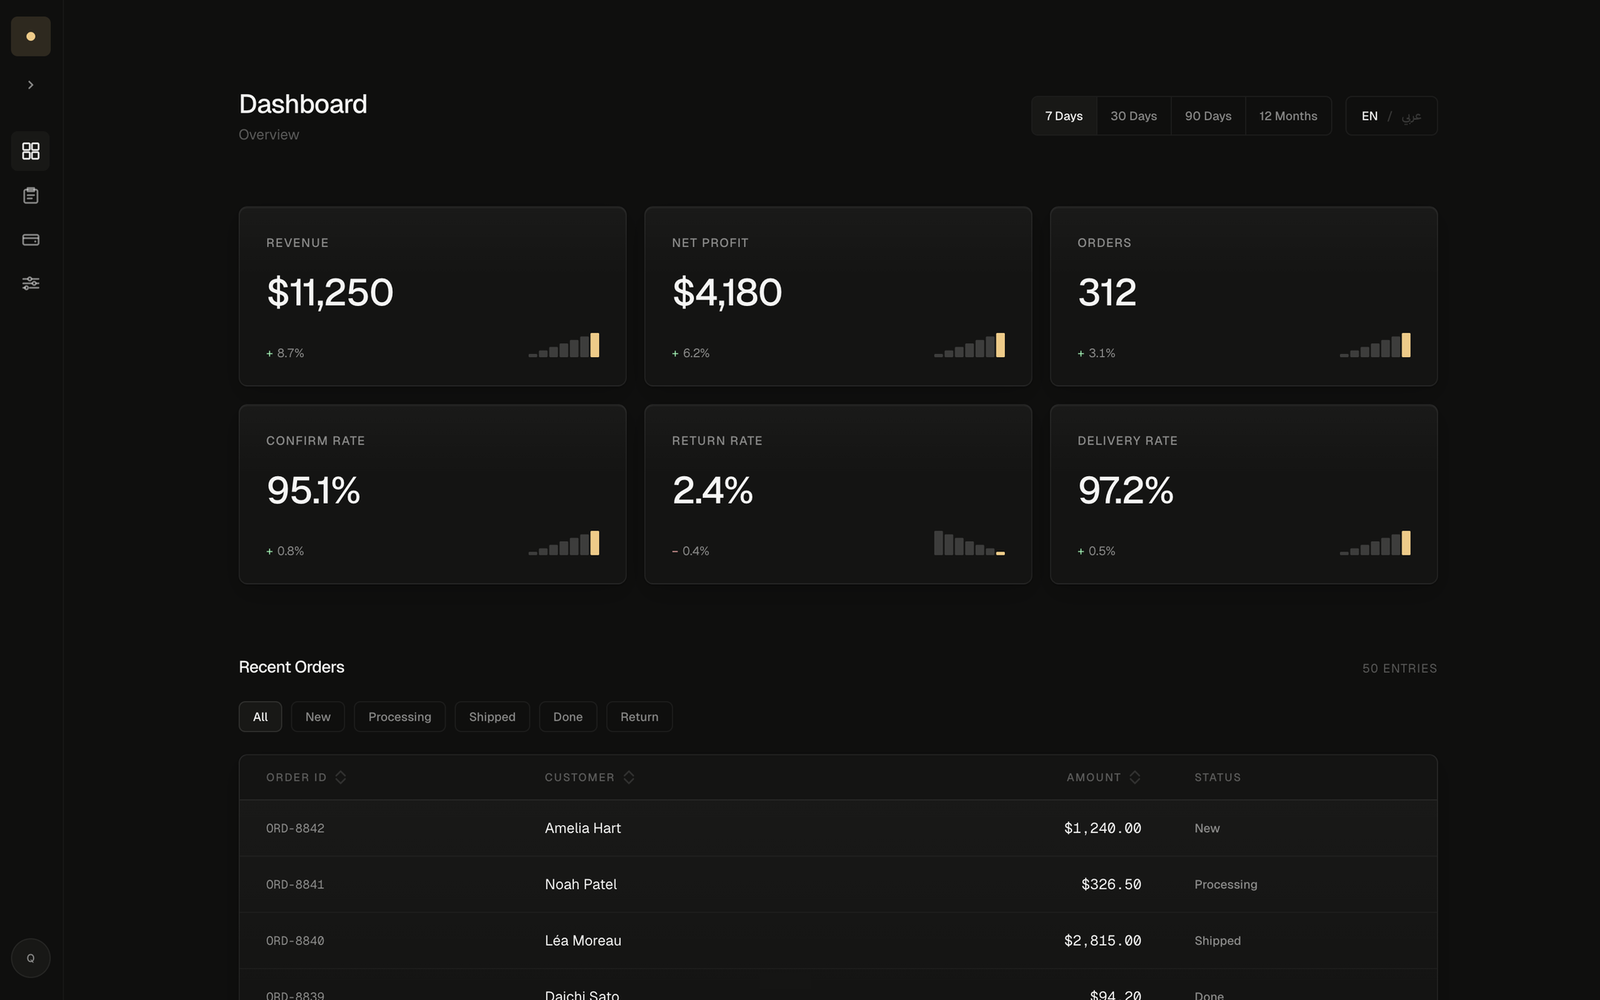 Dashboard
Overview
7 Days
30 Days
90 Days
12 Months
EN / عربي
REVENUE
$11,250
+ 8.7%
NET PROFIT
$4,180
+ 6.2%
ORDERS
312
+ 3.1%
CONFIRM RATE
95.1%
+ 0.8%
RETURN RATE
2.4%
− 0.4%
DELIVERY RATE
97.2%
+ 0.5%
Recent Orders
50 ENTRIES
All
New
Processing
Shipped
Done
Return
ORDER ID CUSTOMER AMOUNT STATUS
ORD-8842 Amelia Hart $1,240.00 New
ORD-8841 Noah Patel $326.50 Processing
ORD-8840 Léa Moreau $2,815.00 Shipped
ORD-8839 Daichi Sato $94.20 Done
Q